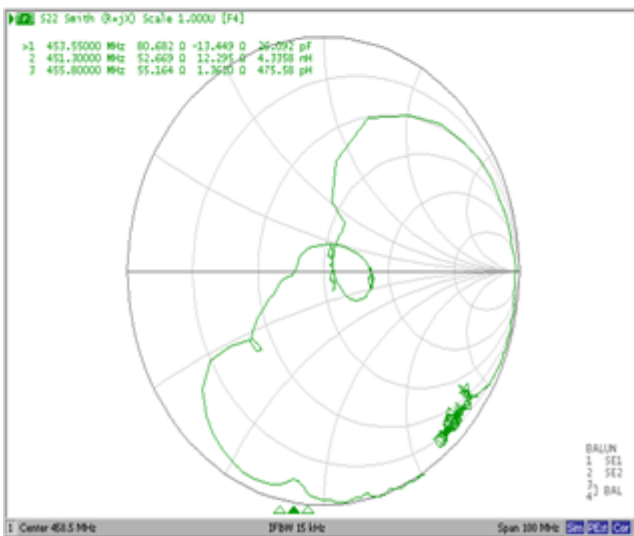 S22 Smith (R+jX) Scale 1.000U [F4]
>1 453.55000 MHz 80.682 Ω -13.449 Ω 26.092 pF
2 451.30000 MHz 52.669 Ω 12.295 Ω 4.3358 nH
3 455.80000 MHz 55.164 Ω Ω 475.58 pH
BALUN
1 SE1
2 SE2
3
4 BAL
1 Center 458.5 MHz IFBW 15 kHz Span 100 MHz Sim PExt Cor